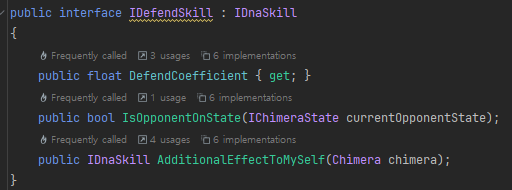 public interface IDefendSkill : IDnaSkill
{
Frequently called 3 usages 6 implementations
public float DefendCoefficient { get; }
Frequently called 1 usage 6 implementations
public bool IsOpponentOnState(IChimeraState currentOpponentState);
Frequently called 4 usages 6 implementations
public IDnaSkill AdditionalEffectToMySelf(Chimera chimera);
}